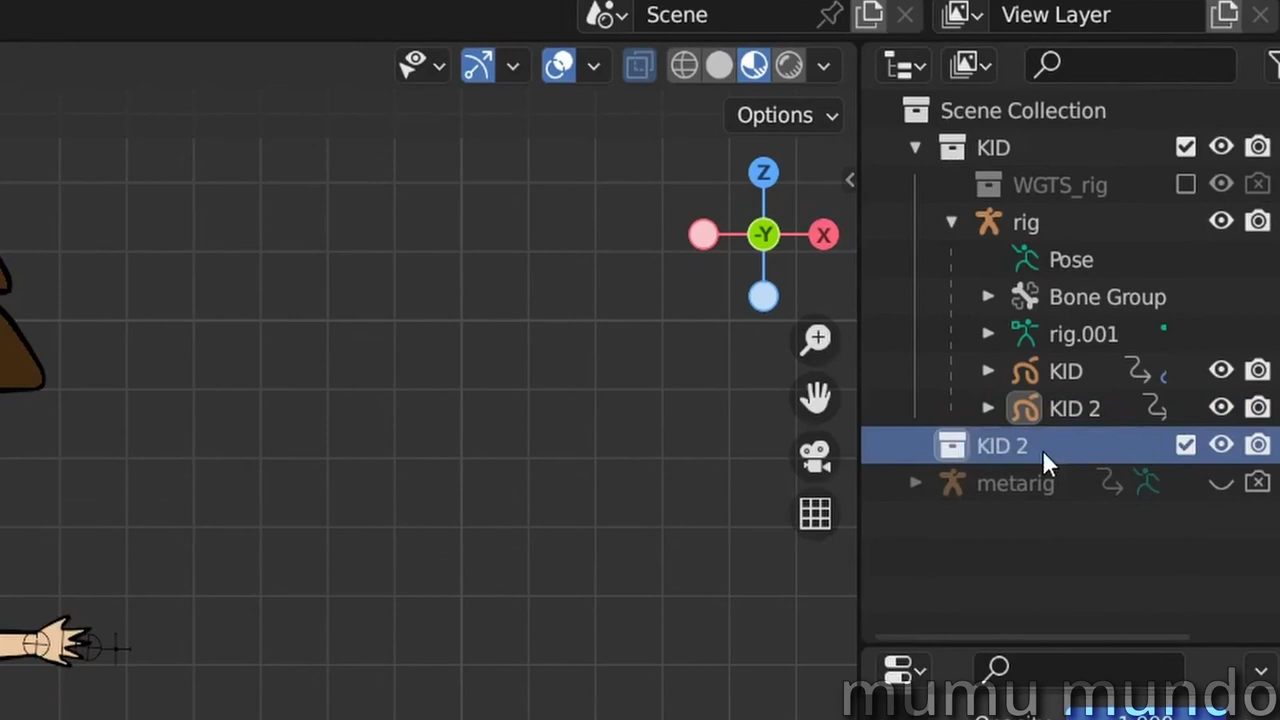 Scene
View Layer
Options
Scene Collection
KID
WGTS_rig
rig
Pose
Bone Group
rig.001
KID
KID 2
KID 2
metarig
Z
-Y
X
mumu mundo